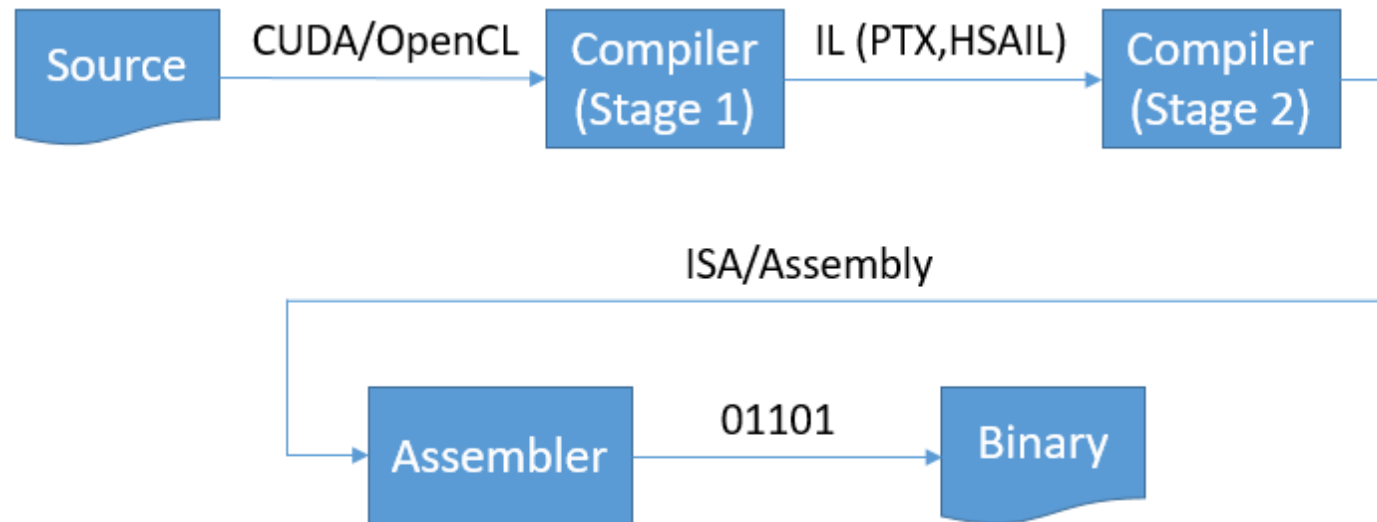 Source
CUDA/OpenCL
Compiler
(Stage 1)
IL (PTX,HSAIL)
Compiler
(Stage 2)
ISA/Assembly
Assembler
01101
Binary